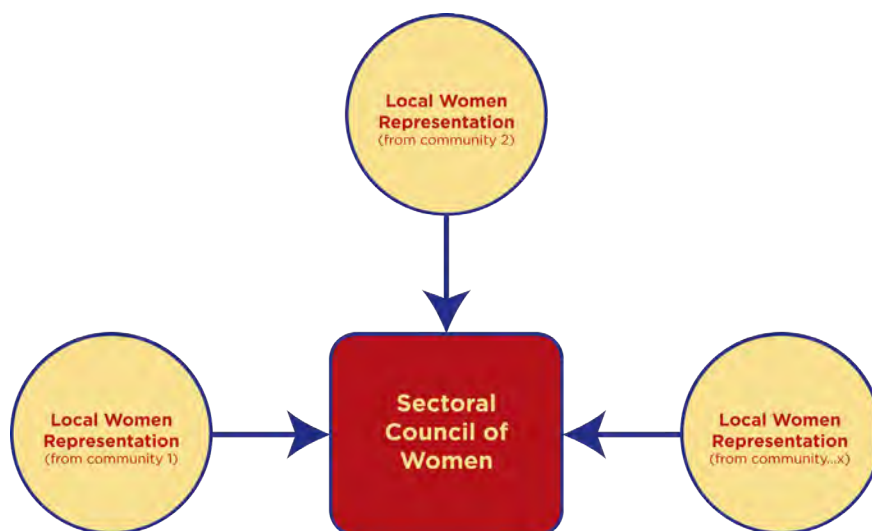 Local Women
Representation
(from community 2)
Local Women
Representation
(from community 1)
Sectoral
Council of
Women
Local Women
Representation
(from community...x)